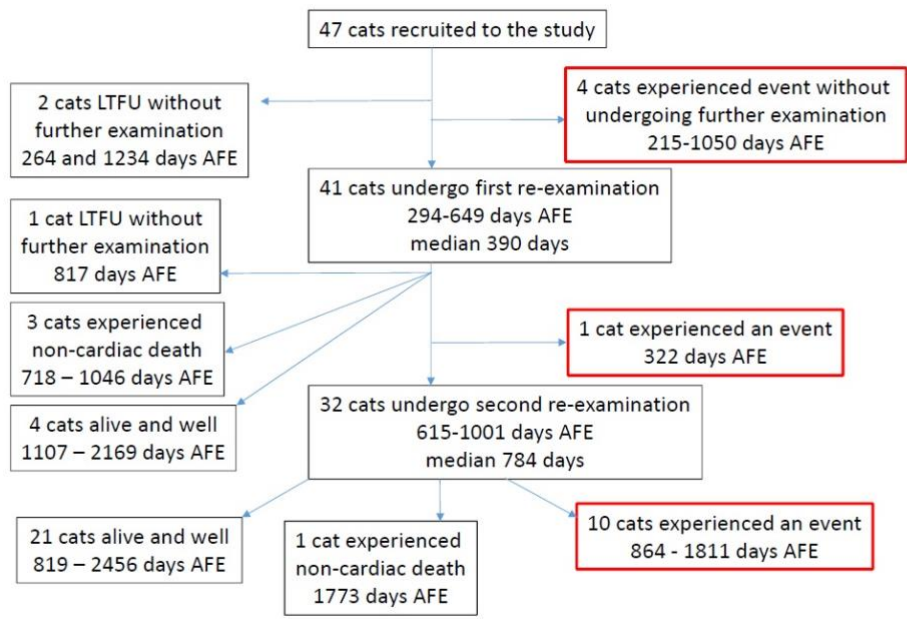 47 cats recruited to the study
2 cats LTFU without
further examination
264 and 1234 days AFE
4 cats experienced event without
undergoing further examination
215-1050 days AFE
41 cats undergo first re-examination
294-649 days AFE
median 390 days
1 cat LTFU without
further examination
817 days AFE
3 cats experienced
non-cardiac death
718 – 1046 days AFE
1 cat experienced an event
322 days AFE
4 cats alive and well
1107 – 2169 days AFE
32 cats undergo second re-examination
615-1001 days AFE
median 784 days
21 cats alive and well
819 – 2456 days AFE
1 cat experienced
non-cardiac death
1773 days AFE
10 cats experienced an event
864 - 1811 days AFE